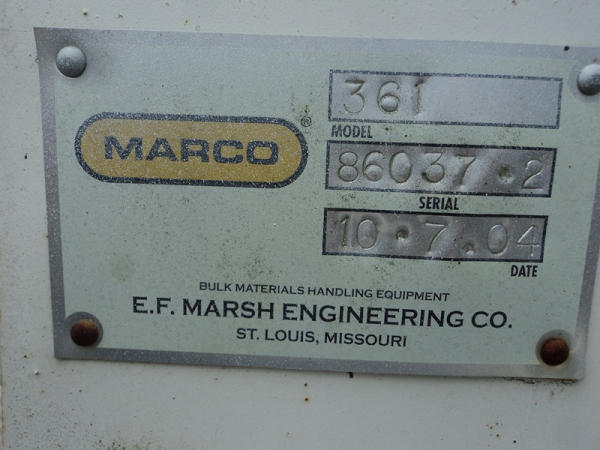 361
MODEL
MARCO®
86037·2
SERIAL
10·7.04
DATE
BULK MATERIALS HANDLING EQUIPMENT
E.F. MARSH ENGINEERING CO.
ST. LOUIS, MISSOURI